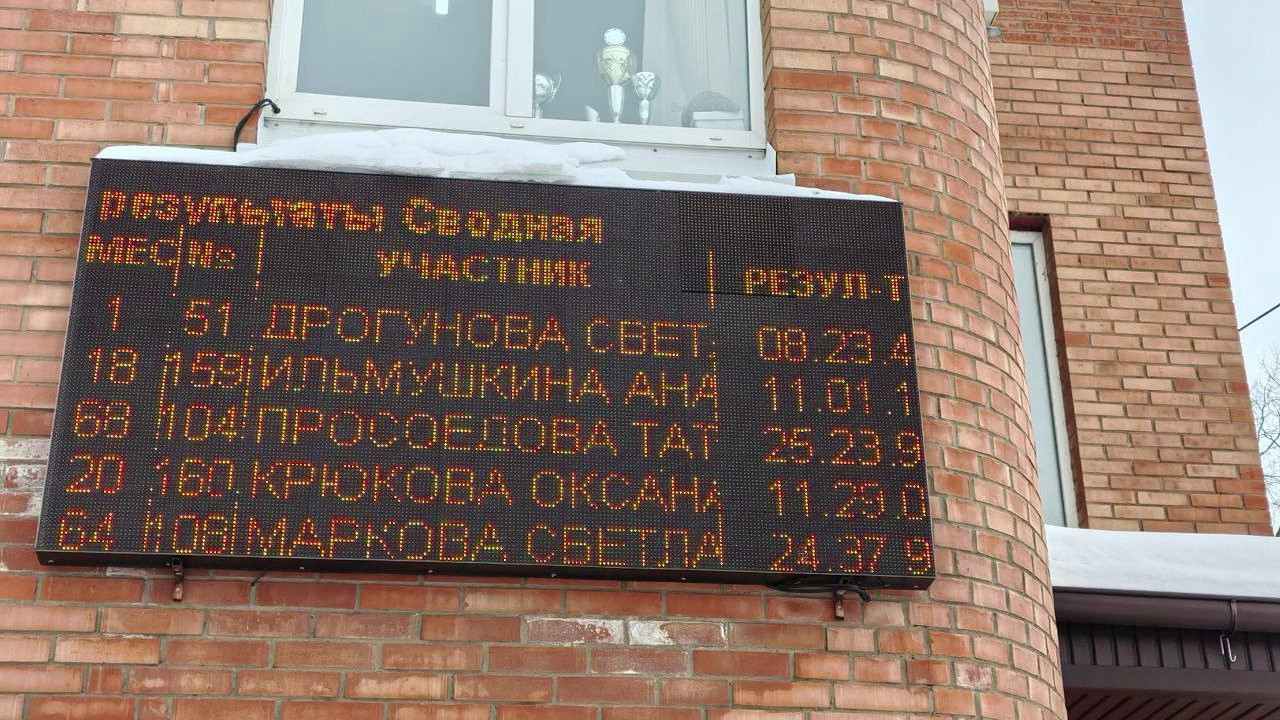 результаты Сводная
МЕС № УЧАСТНИК РЕЗУЛ-Т
1 51 ДРОГУНОВА СВЕТ 08.23.4
18 159 ИЛЬМУШКИНА АНА 11.01.1
68 104 ПРОСОЕДОВА ТАТ 25.23.9
20 160 КРЮКОВА ОКСАНА 11.29.0
64 106 МАРКОВА СВЕТЛА 24.37.9